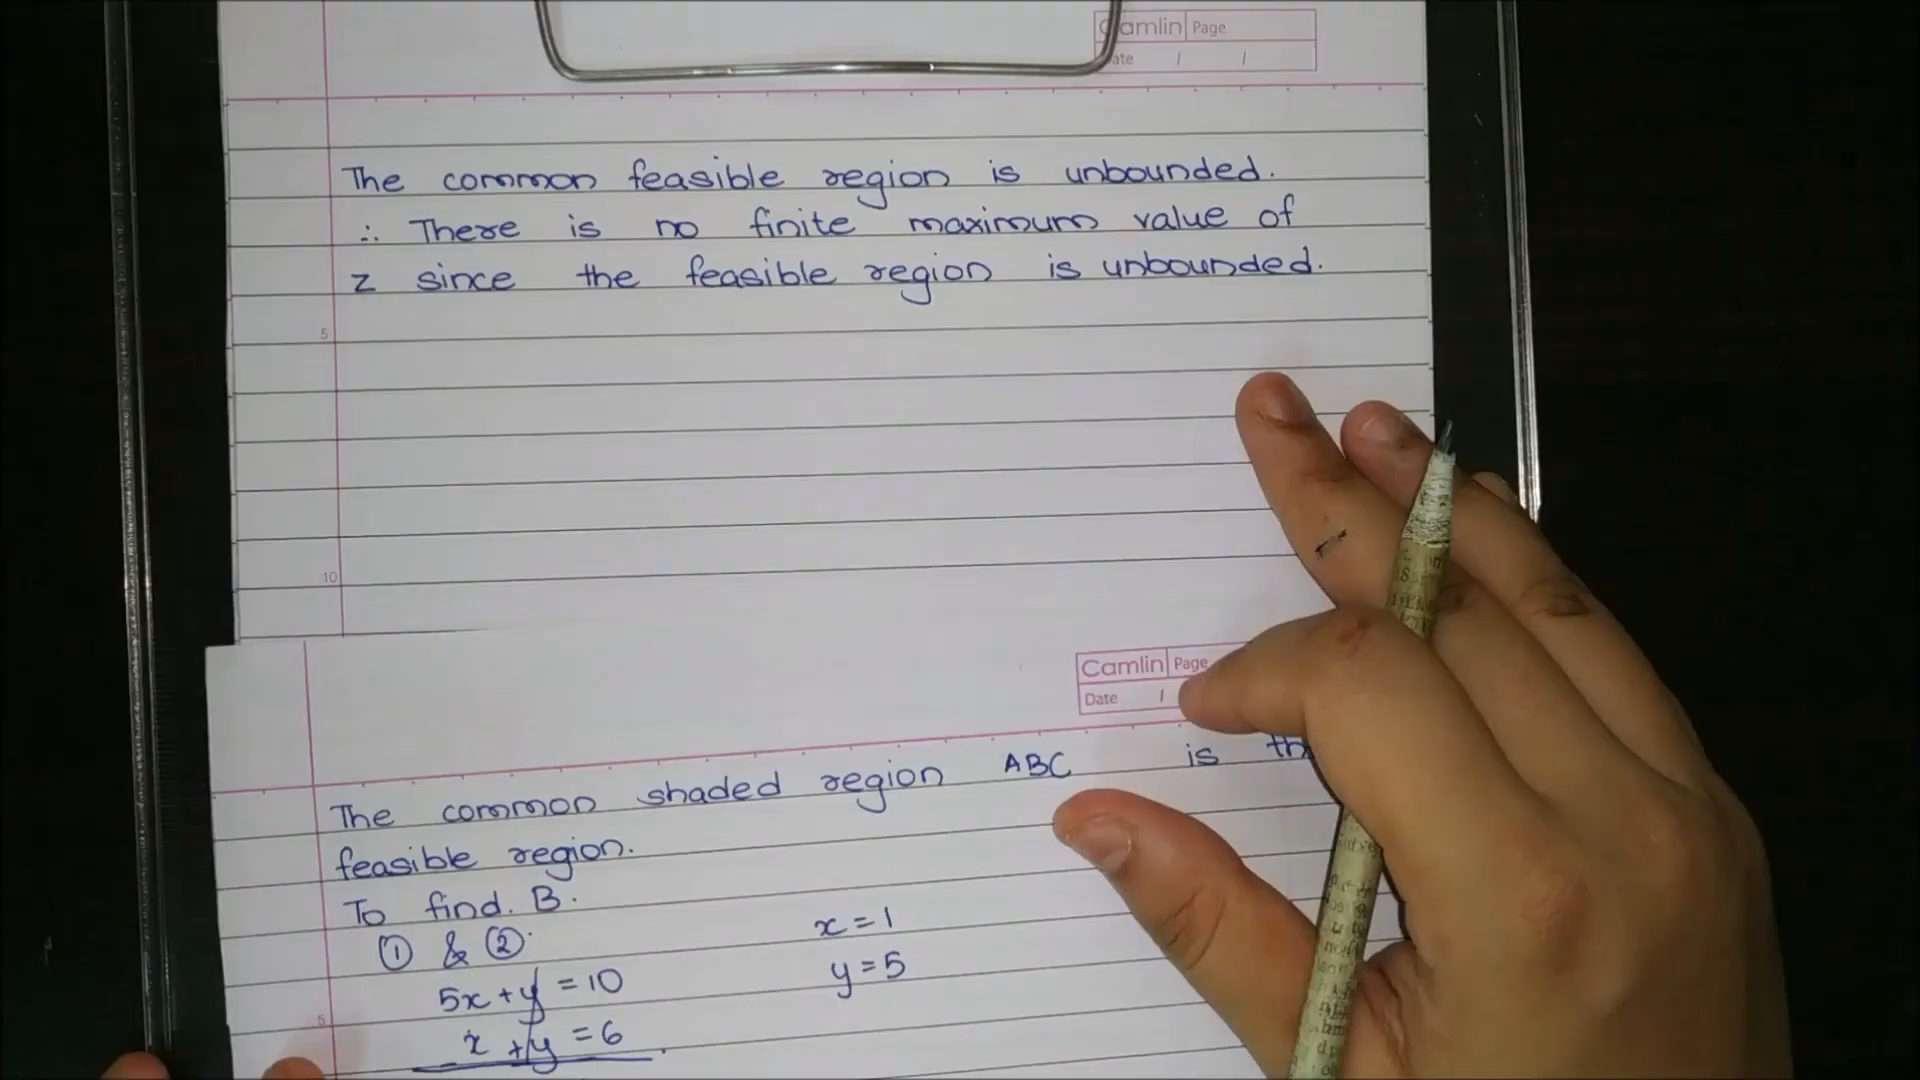 Camlin Page
Date / /
The common feasible region is unbounded.
∴ There is no finite maximum value of
z since the feasible region is unbounded.
5
10
Camlin Page
Date /
The common shaded region ABC is
feasible region.
To find. B.
① & ②
x = 1
5x + y = 10
y = 5
5
x + y = 6